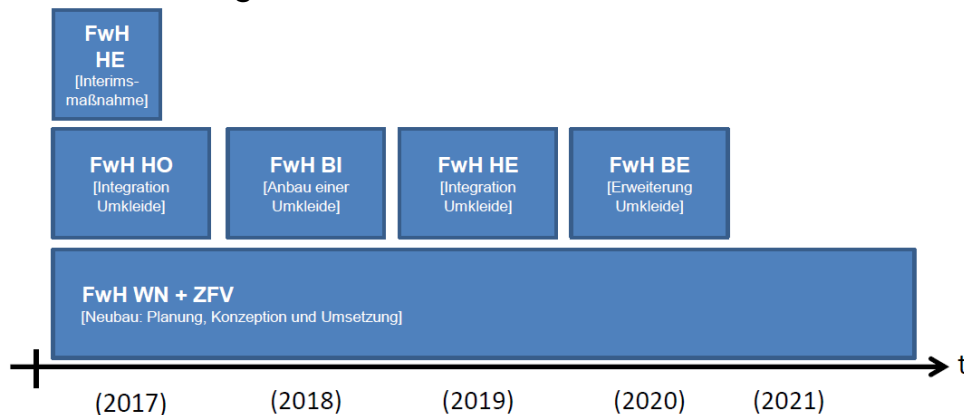 FwH
HE
[Interims-
maßnahme]
FwH HO
[Integration
Umkleide]
FwH BI
[Anbau einer
Umkleide]
FwH HE
[Integration
Umkleide]
FwH BE
[Erweiterung
Umkleide]
FwH WN + ZFV
[Neubau: Planung, Konzeption und Umsetzung]
t
(2017)
(2018)
(2019)
(2020)
(2021)